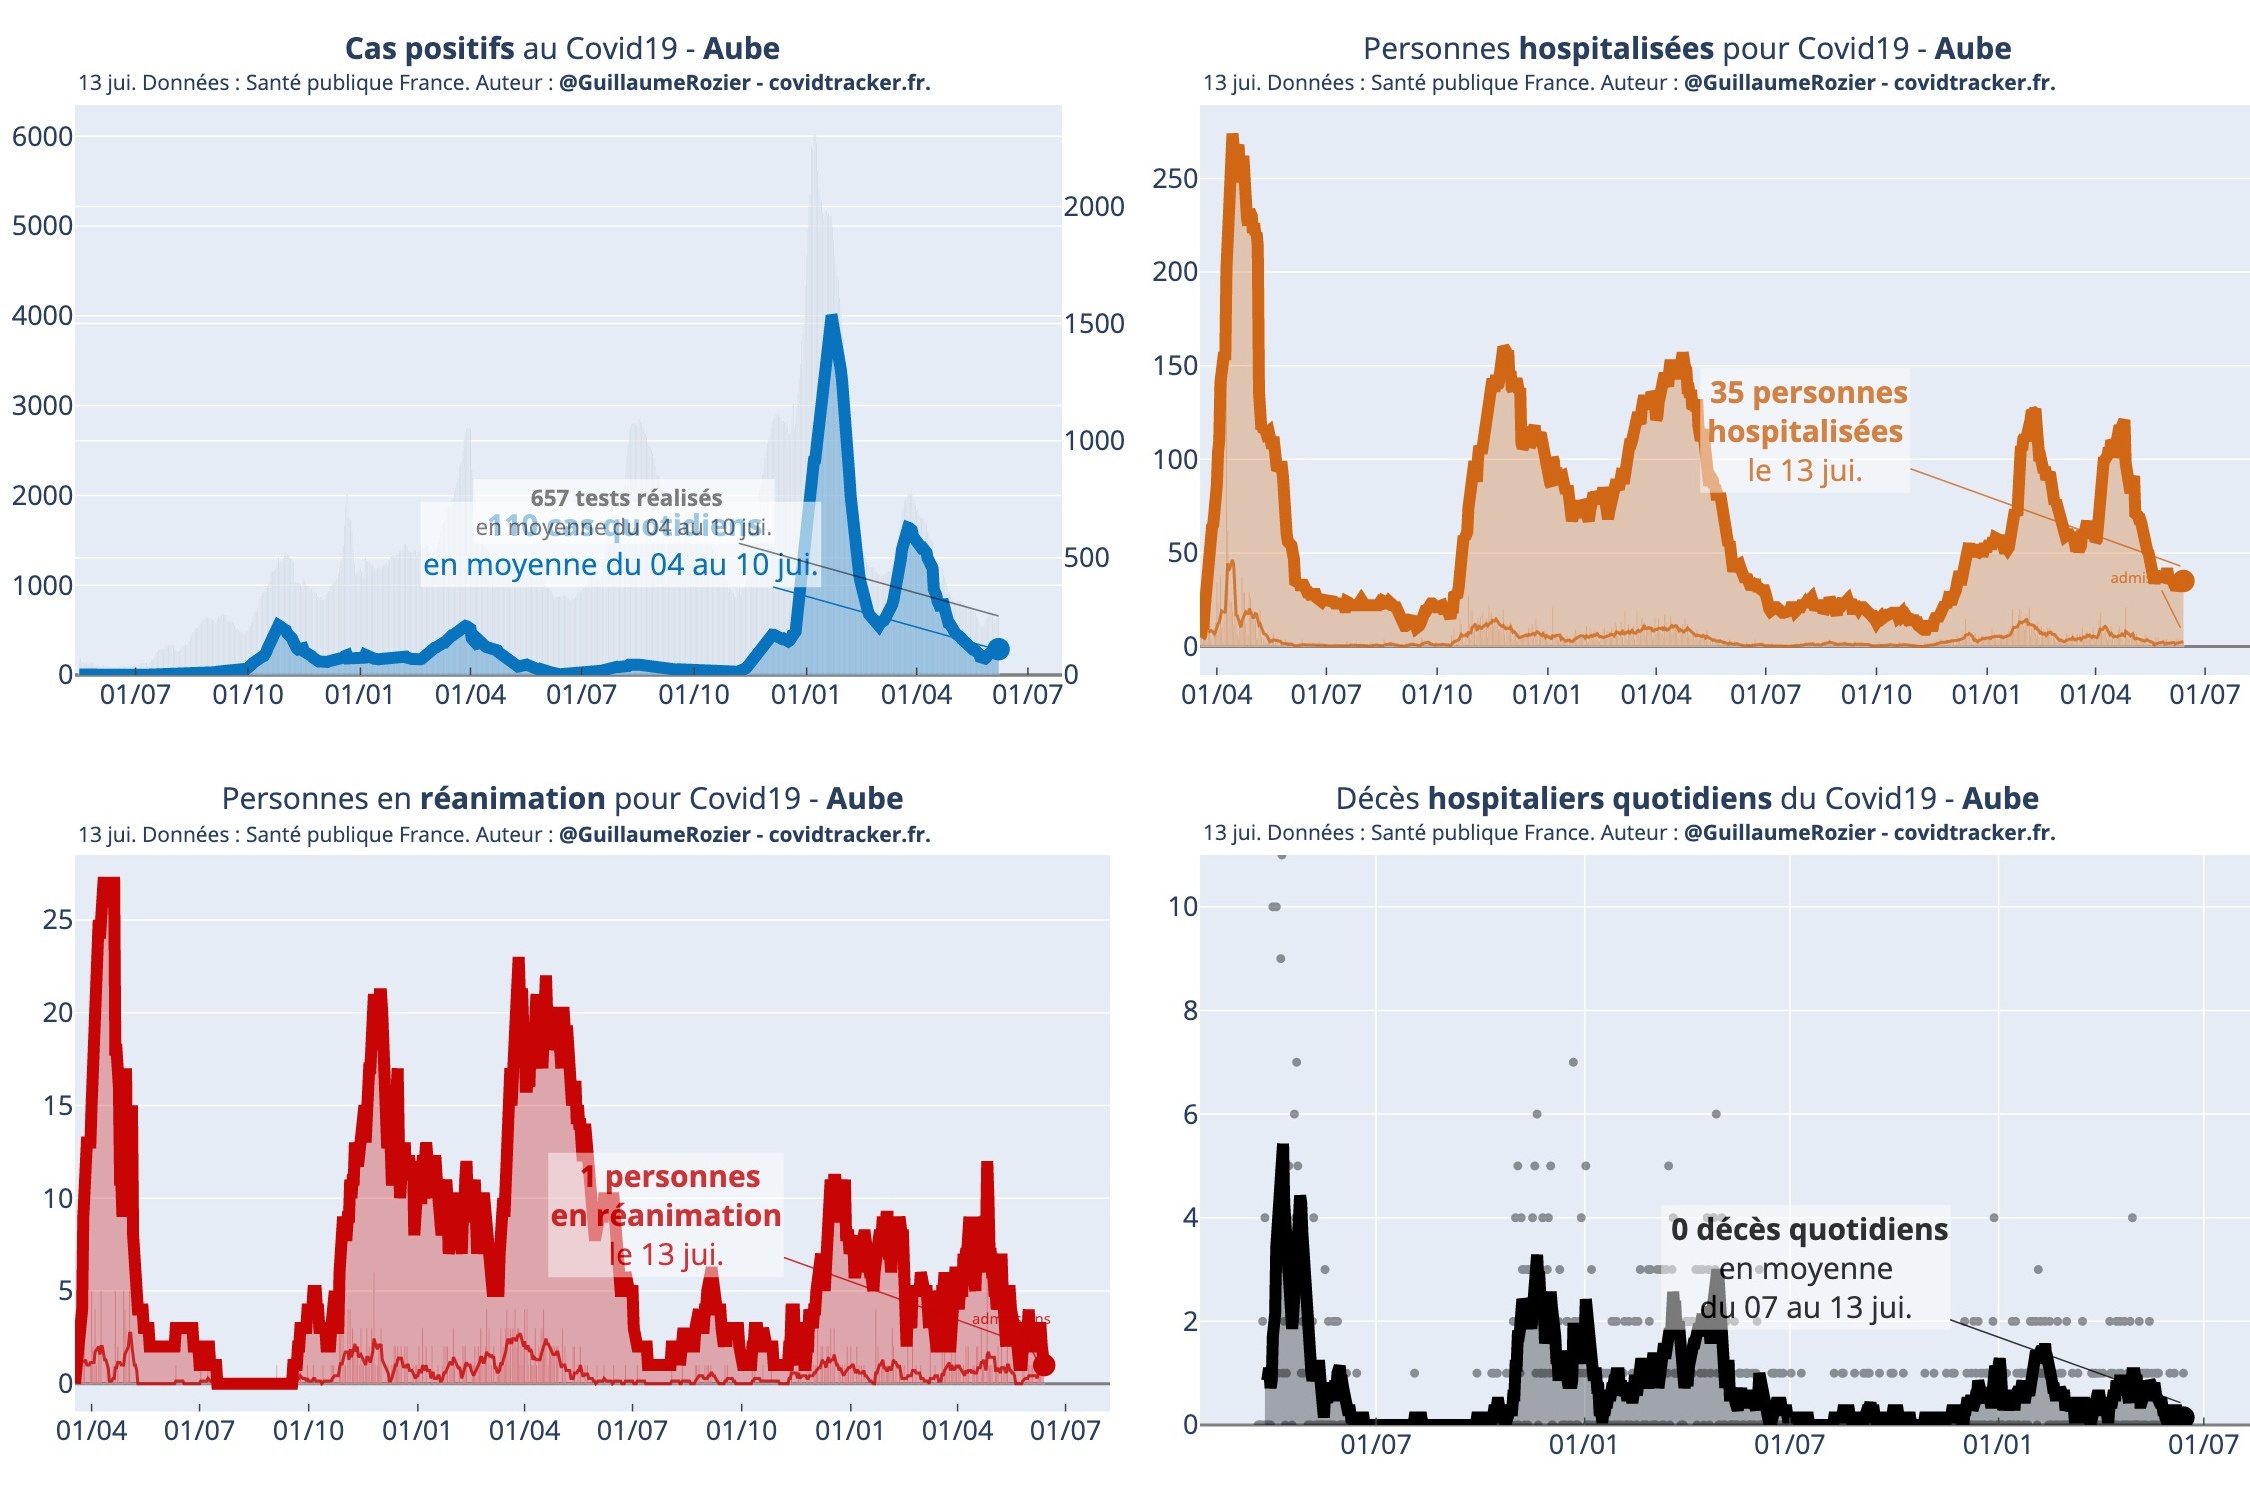 Cas positifs au Covid19 - Aube
13 jui. Données : Santé publique France. Auteur : @GuillaumeRozier - covidtracker.fr.
6000
5000
4000
3000
2000
1000
0
2000
1500
1000
500
0
657 tests réalisés
en moyenne du 04 au 10 jui.
110 cas quotidiens
en moyenne du 04 au 10 jui.
01/07 01/10 01/01 01/04 01/07 01/10 01/01 01/04 01/07
Personnes hospitalisées pour Covid19 - Aube
13 jui. Données : Santé publique France. Auteur : @GuillaumeRozier - covidtracker.fr.
250
200
150
100
50
0
35 personnes
hospitalisées
le 13 jui.
01/04 01/07 01/10 01/01 01/04 01/07 01/10 01/01 01/04 01/07
Personnes en réanimation pour Covid19 - Aube
13 jui. Données : Santé publique France. Auteur : @GuillaumeRozier - covidtracker.fr.
25
20
15
10
5
0
1 personnes
en réanimation
le 13 jui.
01/04 01/07 01/10 01/01 01/04 01/07 01/10 01/01 01/04 01/07
Décès hospitaliers quotidiens du Covid19 - Aube
13 jui. Données : Santé publique France. Auteur : @GuillaumeRozier - covidtracker.fr.
10
8
6
4
2
0
0 décès quotidiens
en moyenne
du 07 au 13 jui.
01/07 01/01 01/07 01/01 01/07